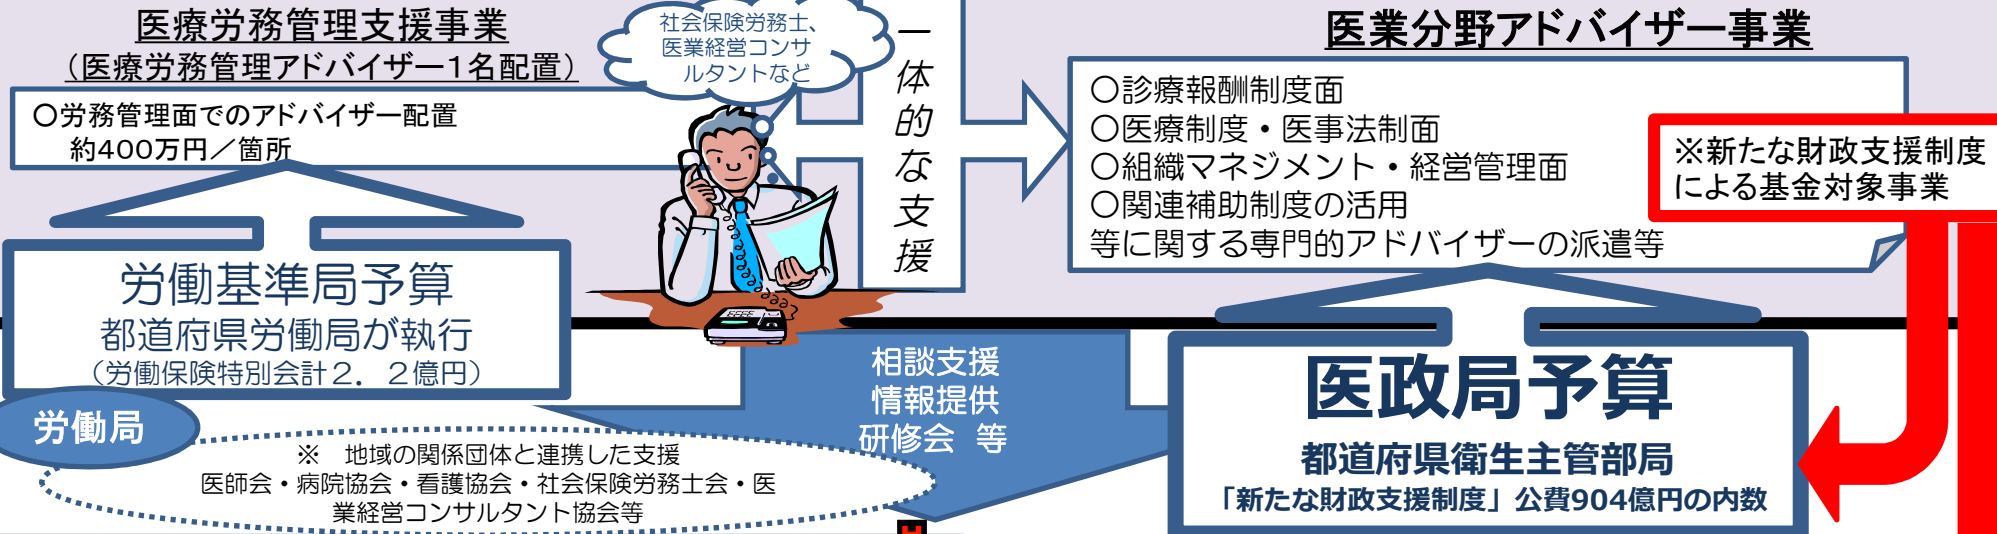 医療労務管理支援事業
（医療労務管理アドバイザー1名配置）
〇労務管理面でのアドバイザー配置
約400万円／箇所
社会保険労務士、
医業経営コンサ
ルタントなど
一体的な支援
医業分野アドバイザー事業
〇診療報酬制度面
〇医療制度・医事法制面
〇組織マネジメント・経営管理面
〇関連補助制度の活用
等に関する専門的アドバイザーの派遣等
※新たな財政支援制度
による基金対象事業
労働基準局予算
都道府県労働局が執行
（労働保険特別会計２．２億円）
労働局
相談支援
情報提供
研修会 等
※　地域の関係団体と連携した支援
医師会・病院協会・看護協会・社会保険労務士会・医
業経営コンサルタント協会等
医政局予算
都道府県衛生主管部局
「新たな財政支援制度」公費904億円の内数